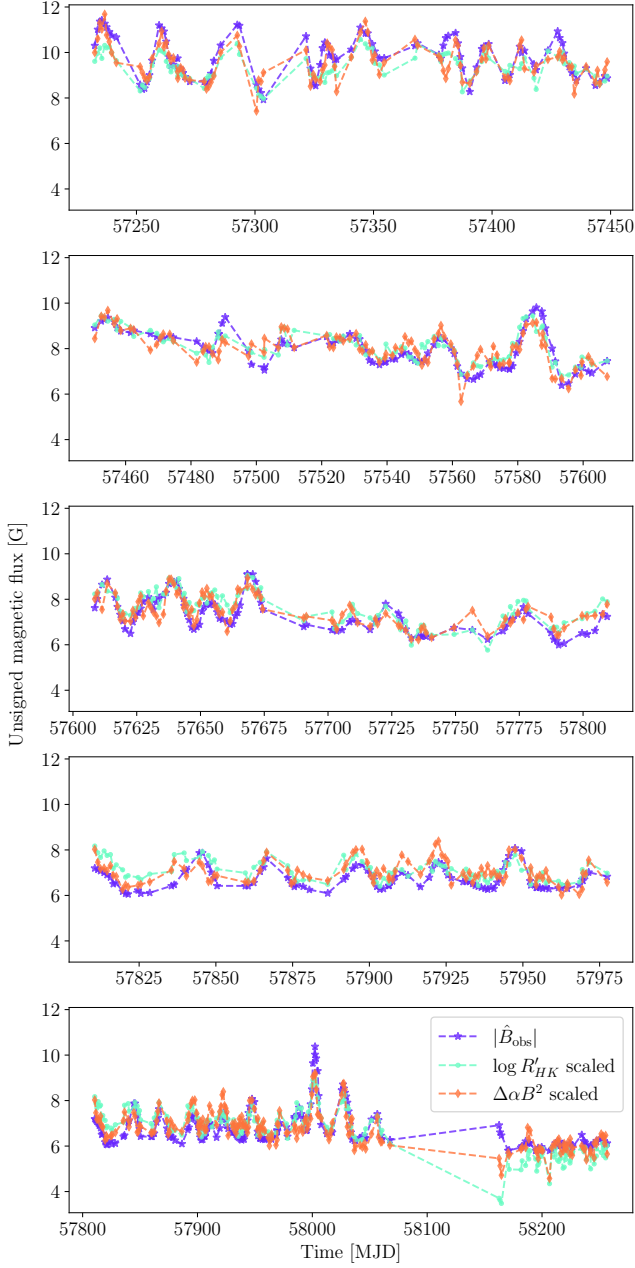 12
10
8
6
4
57250 57300 57350 57400 57450
12
10
8
6
4
57460 57480 57500 57520 57540 57560 57580 57600
Unsigned magnetic flux [G]
12
10
8
6
4
57600 57625 57650 57675 57700 57725 57750 57775 57800
12
10
8
6
4
57825 57850 57875 57900 57925 57950 57975
12
10
8
6
4
|B̂obs|
log R′HK scaled
ΔαB² scaled
57800 57900 58000 58100 58200
Time [MJD]